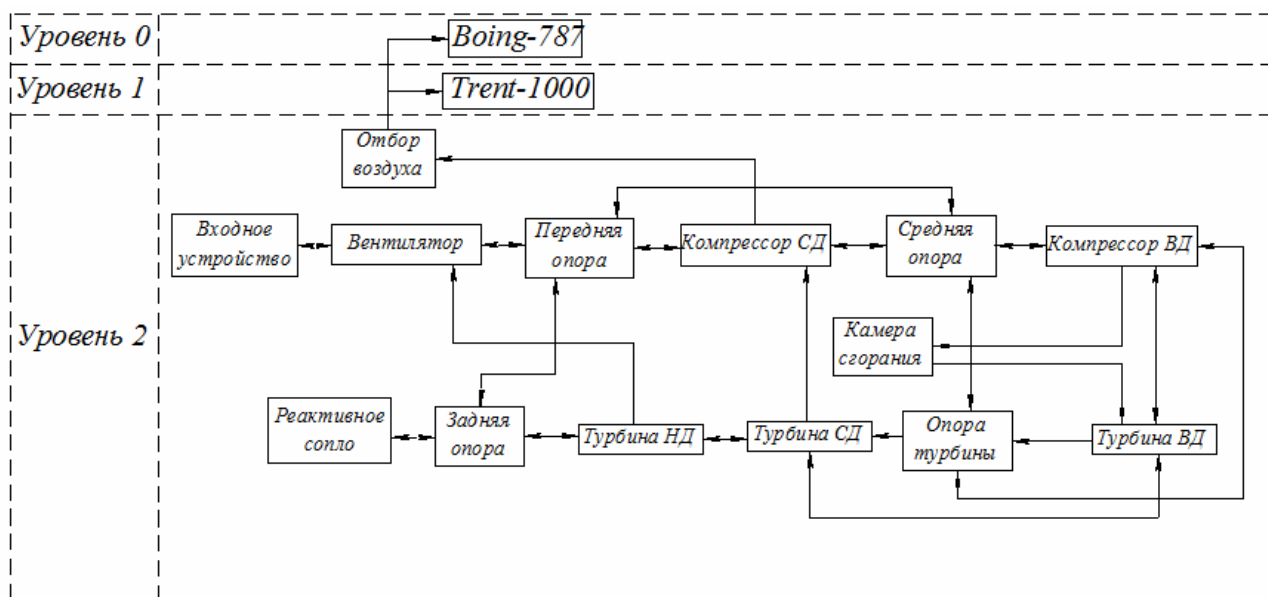 Уровень 0
Boing-787
Уровень 1
Trent-1000
Уровень 2
Отбор
воздуха
Входное
устройство
Вентилятор
Передняя
опора
Компрессор СД
Средняя
опора
Компрессор ВД
Камера
сгорания
Реактивное
сопло
Задняя
опора
Турбина НД
Турбина СД
Опора
турбины
Турбина ВД